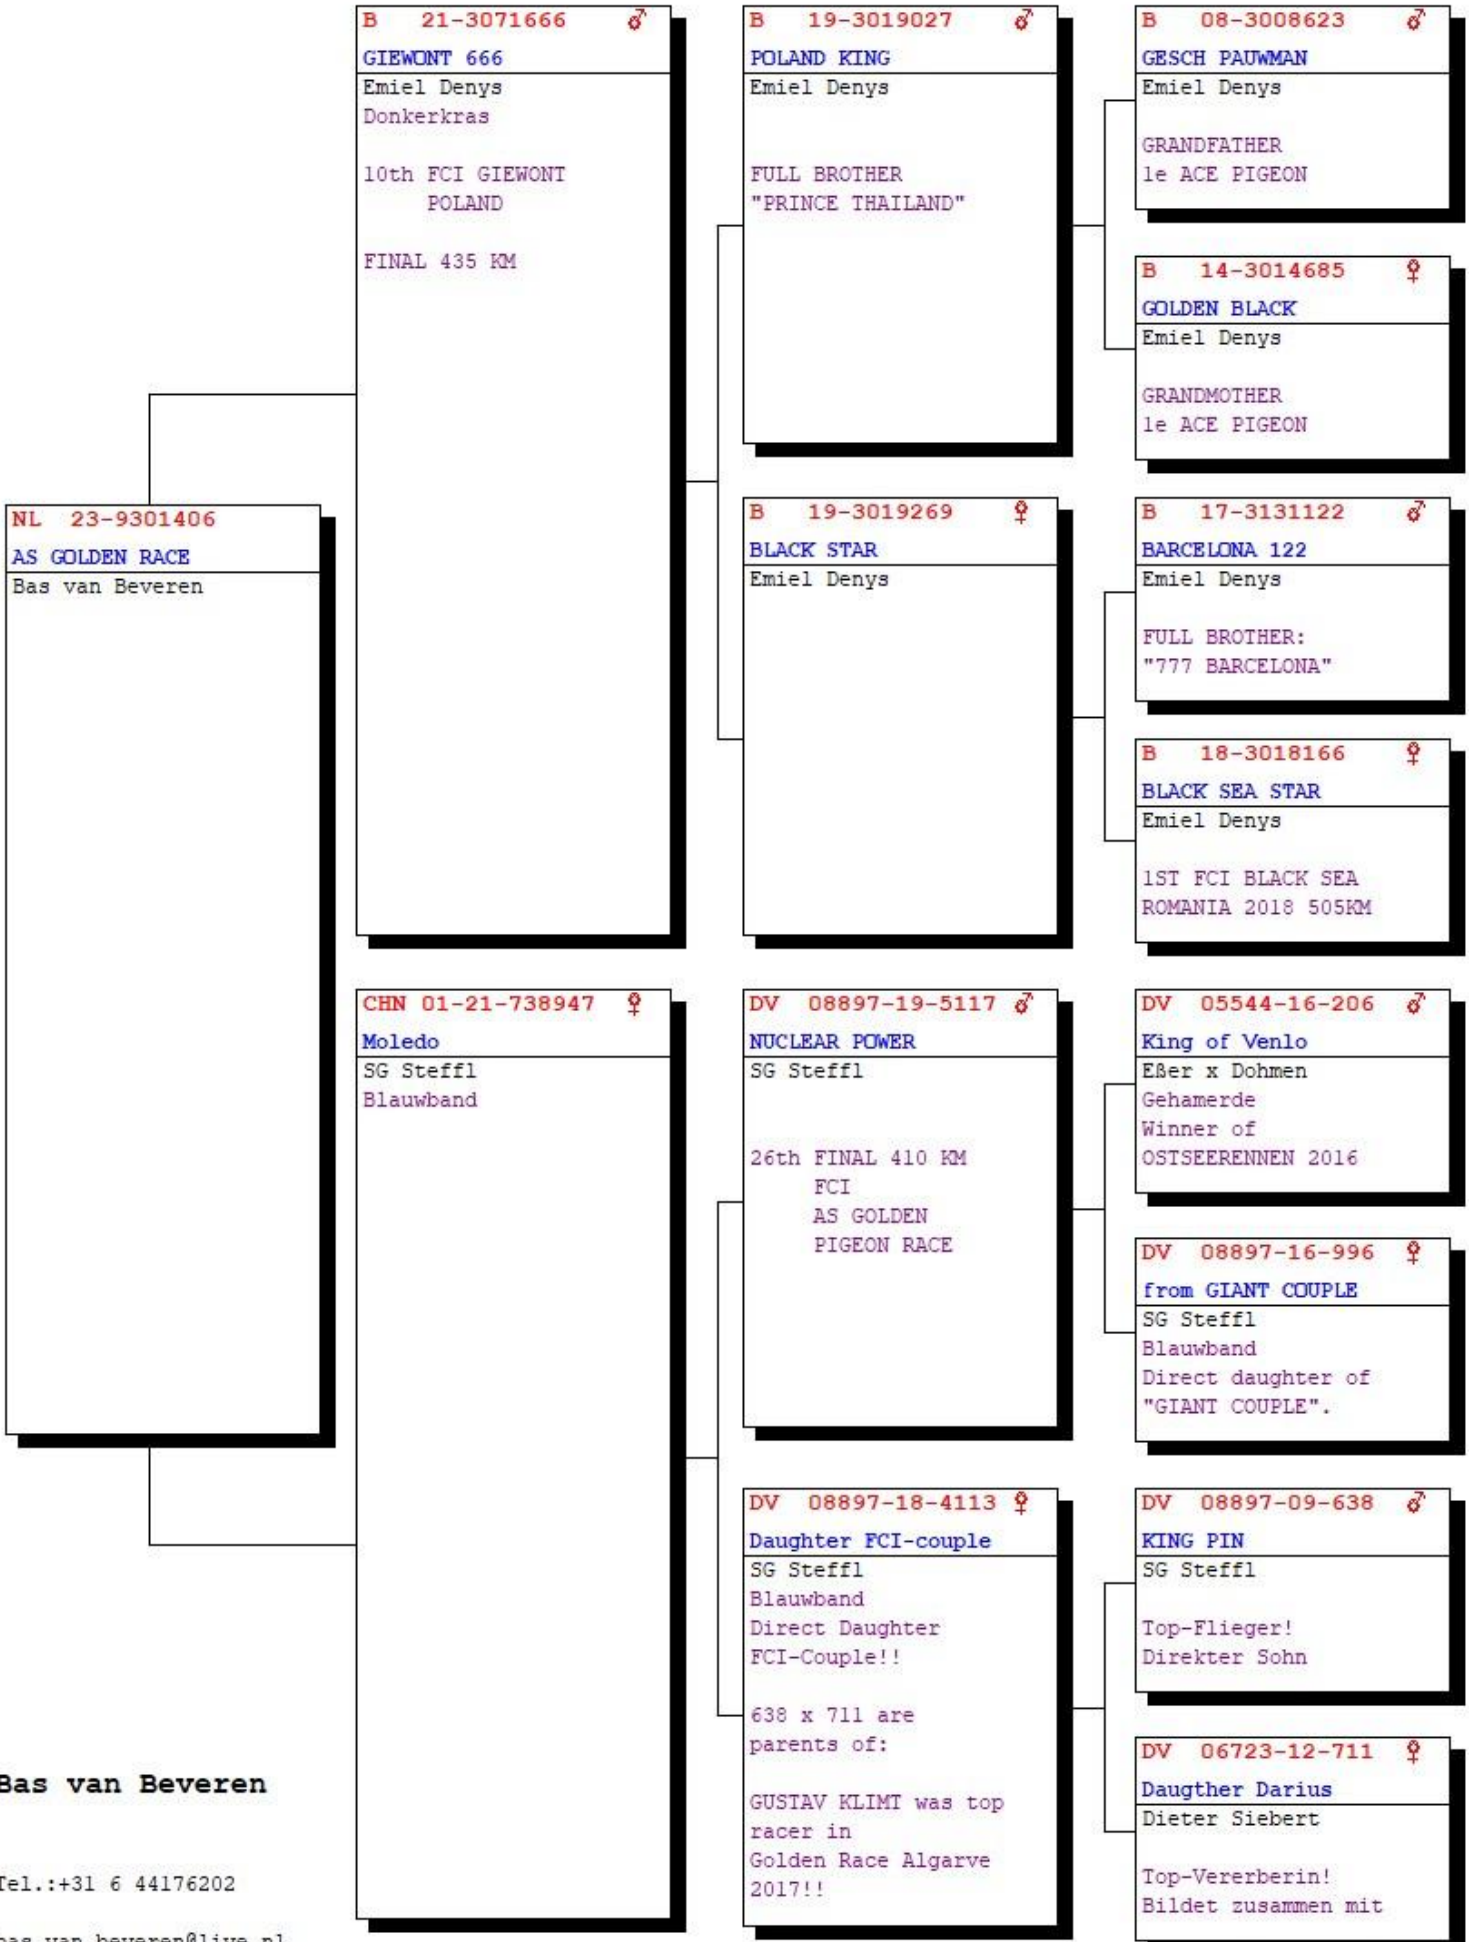 B 21-3071666 ♂
GIEWONT 666
Emiel Denys
Donkerkras
10th FCI GIEWONT
POLAND
FINAL 435 KM
B 19-3019027 ♂
POLAND KING
Emiel Denys
FULL BROTHER
"PRINCE THAILAND"
B 08-3008623 ♂
GESCH PAUWMAN
Emiel Denys
GRANDFATHER
1e ACE PIGEON
B 14-3014685 ♀
GOLDEN BLACK
Emiel Denys
GRANDMOTHER
1e ACE PIGEON
NL 23-9301406
AS GOLDEN RACE
Bas van Beveren
B 19-3019269 ♀
BLACK STAR
Emiel Denys
B 17-3131122 ♂
BARCELONA 122
Emiel Denys
FULL BROTHER:
"777 BARCELONA"
B 18-3018166 ♀
BLACK SEA STAR
Emiel Denys
1ST FCI BLACK SEA
ROMANIA 2018 505KM
CHN 01-21-738947 ♀
Moledo
SG Steffl
Blauwband
DV 08897-19-5117 ♂
NUCLEAR POWER
SG Steffl
26th FINAL 410 KM
FCI
AS GOLDEN
PIGEON RACE
DV 05544-16-206 ♂
King of Venlo
Eßer x Dohmen
Gehamerde
Winner of
OSTSEERENNEN 2016
DV 08897-16-996 ♀
from GIANT COUPLE
SG Steffl
Blauwband
Direct daughter of
"GIANT COUPLE".
DV 08897-18-4113 ♀
Daughter FCI-couple
SG Steffl
Blauwband
Direct Daughter
FCI-Couple!!
638 x 711 are
parents of:
GUSTAV KLIMT was top
racer in
Golden Race Algarve
2017!!
DV 08897-09-638 ♂
KING PIN
SG Steffl
Top-Flieger!
Direkter Sohn
DV 06723-12-711 ♀
Daugther Darius
Dieter Siebert
Top-Vererberin!
Bildet zusammen mit
Bas van Beveren
Tel.:+31 6 44176202
bas.van.beveren@live.nl